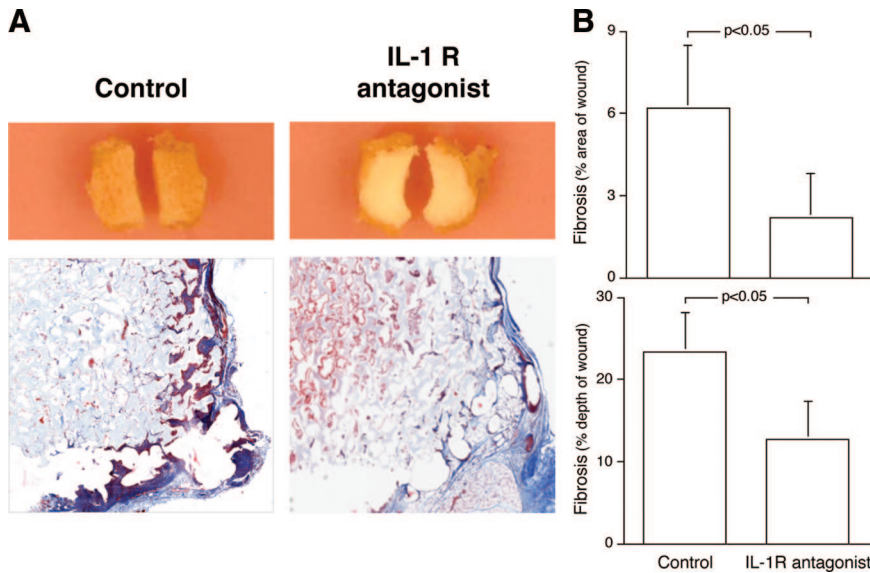 A
Control
IL-1 R
antagonist
B
Fibrosis (% area of wound)
9
6
3
0
p<0.05
Fibrosis (% depth of wound)
30
20
10
0
p<0.05
Control
IL-1R antagonist